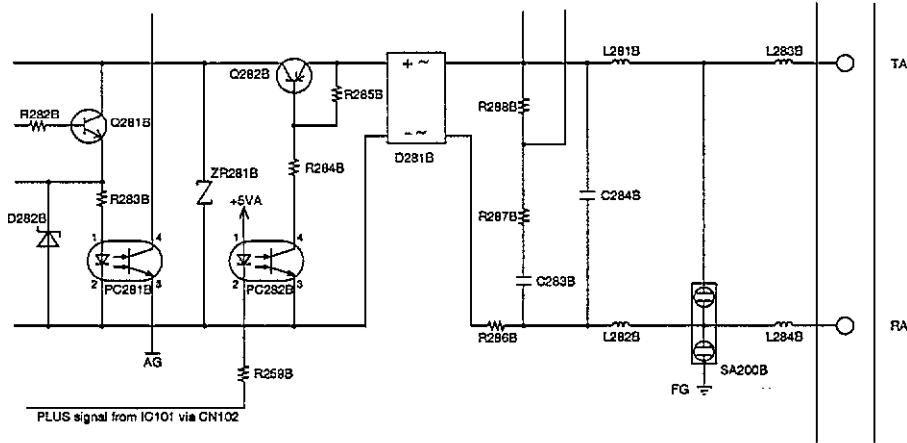 L281B
L283B
TA
Q282B
+ ~
R285B
R288B
R282B
Q281B
- ~
D281B
ZR281B
R284B
R283B
+5VA
R287B
C284B
D282B
1
4
1
4
C283B
2
3
2
3
PC281B
PC282B
R286B
L282B
L284B
RA
AG
R259B
SA200B
FG
PLUS signal from IC101 via CN102